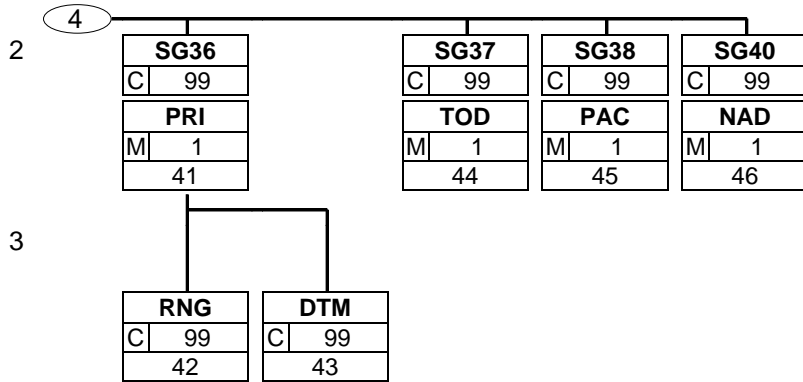 4
2
SG36 SG37 SG38 SG40
C 99 C 99 C 99 C 99
PRI TOD PAC NAD
M 1 M 1 M 1 M 1
41 44 45 46
3
RNG DTM
C 99 C 99
42 43